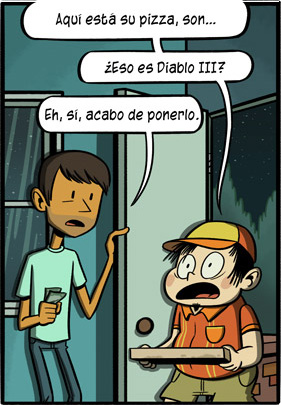 Aquí está su pizza, son...
¿Eso es Diablo III?
Eh, sí, acabo de ponerlo.